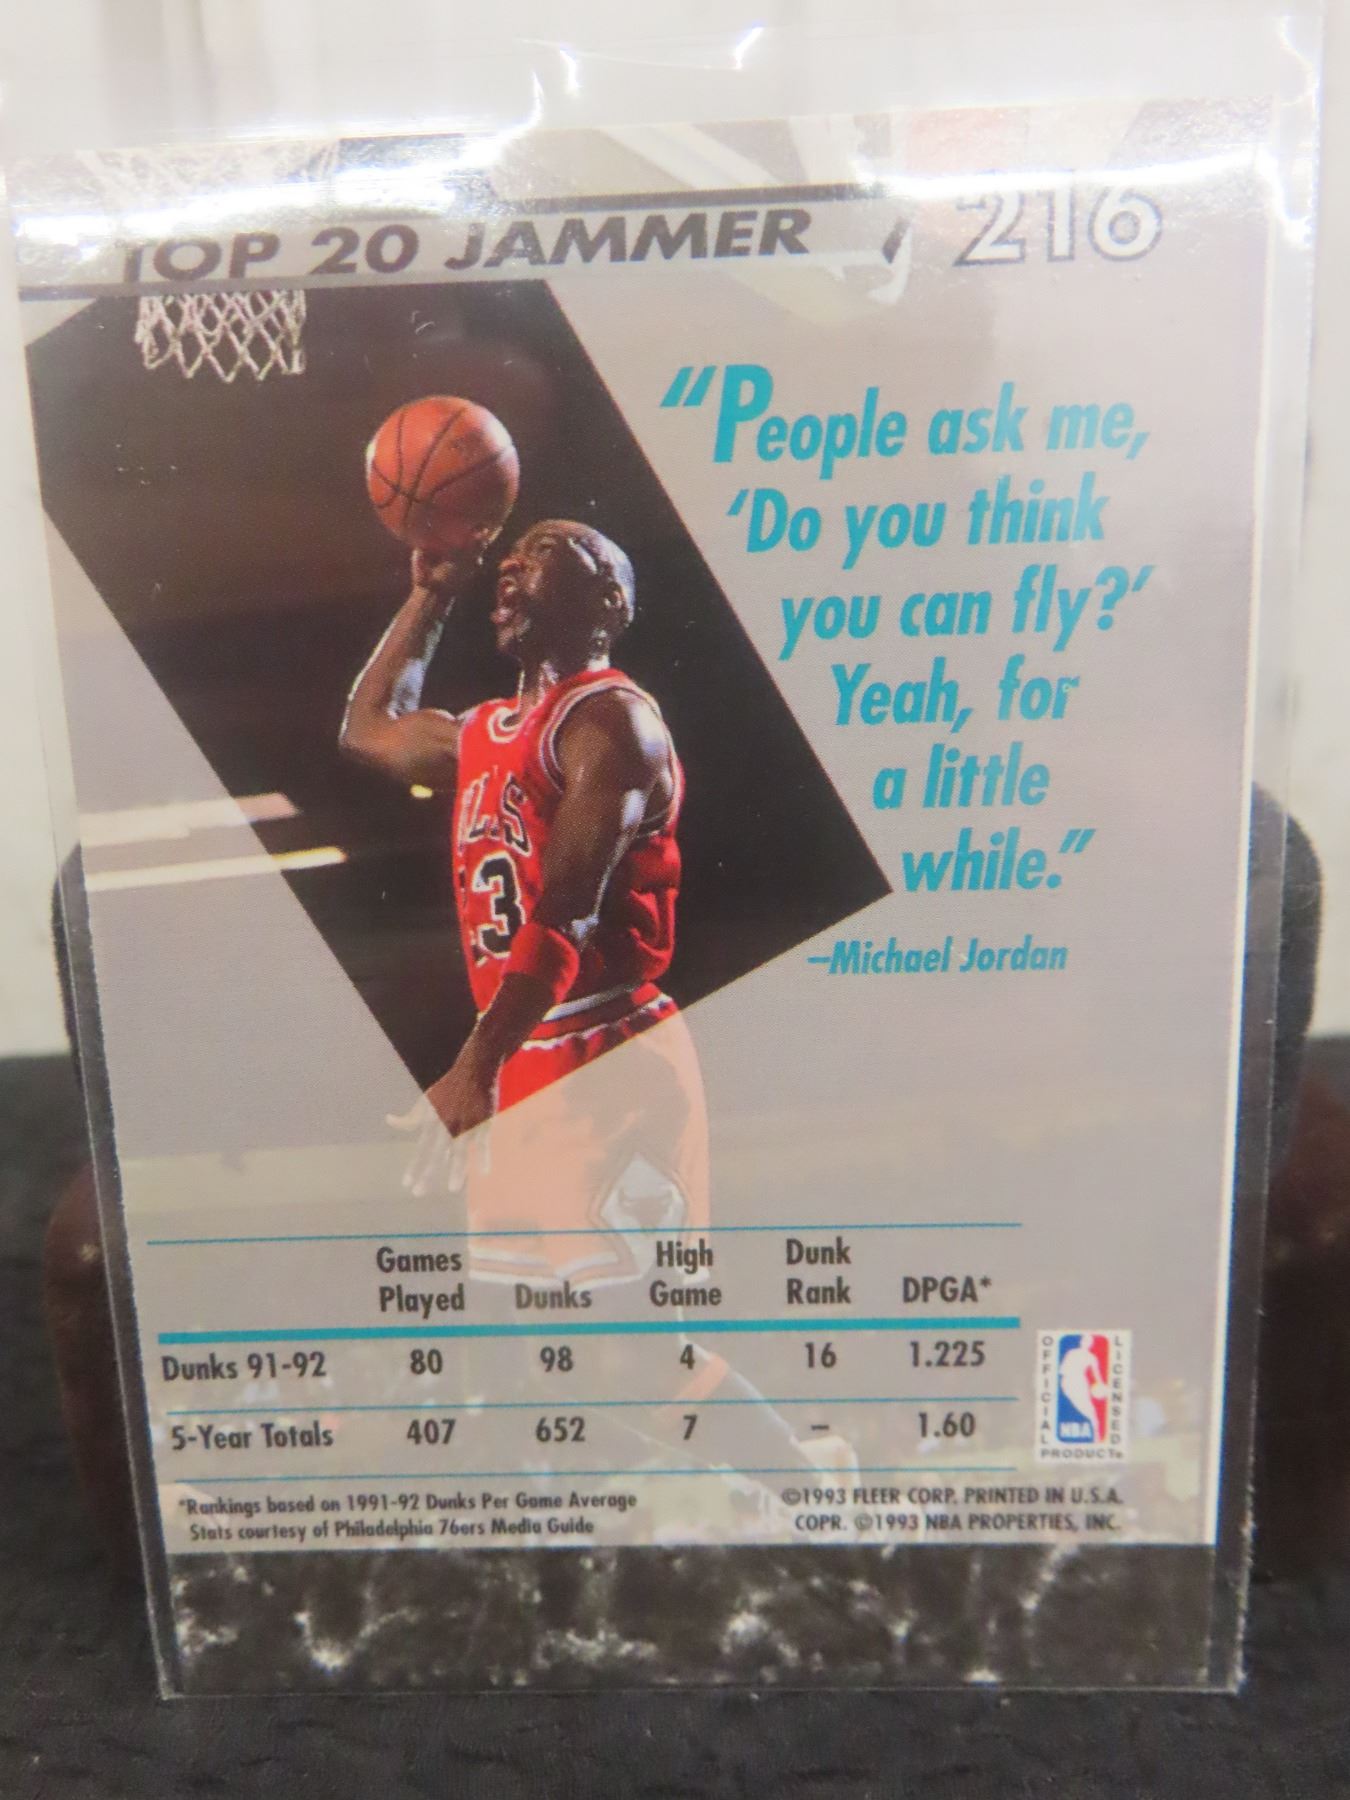 TOP 20 JAMMER 216
"People ask me,
'Do you think
you can fly?'
Yeah, for
a little
while."
–Michael Jordan
LLS
3
Games Played Dunks High Game Dunk Rank DPGA*
Dunks 91-92 80 98 4 16 1.225
5-Year Totals 407 652 7 – 1.60
OFFICIAL LICENSED
NBA
PRODUCT
*Rankings based on 1991-92 Dunks Per Game Average
Stats courtesy of Philadelphia 76ers Media Guide
©1993 FLEER CORP. PRINTED IN U.S.A.
COPR. ©1993 NBA PROPERTIES, INC.